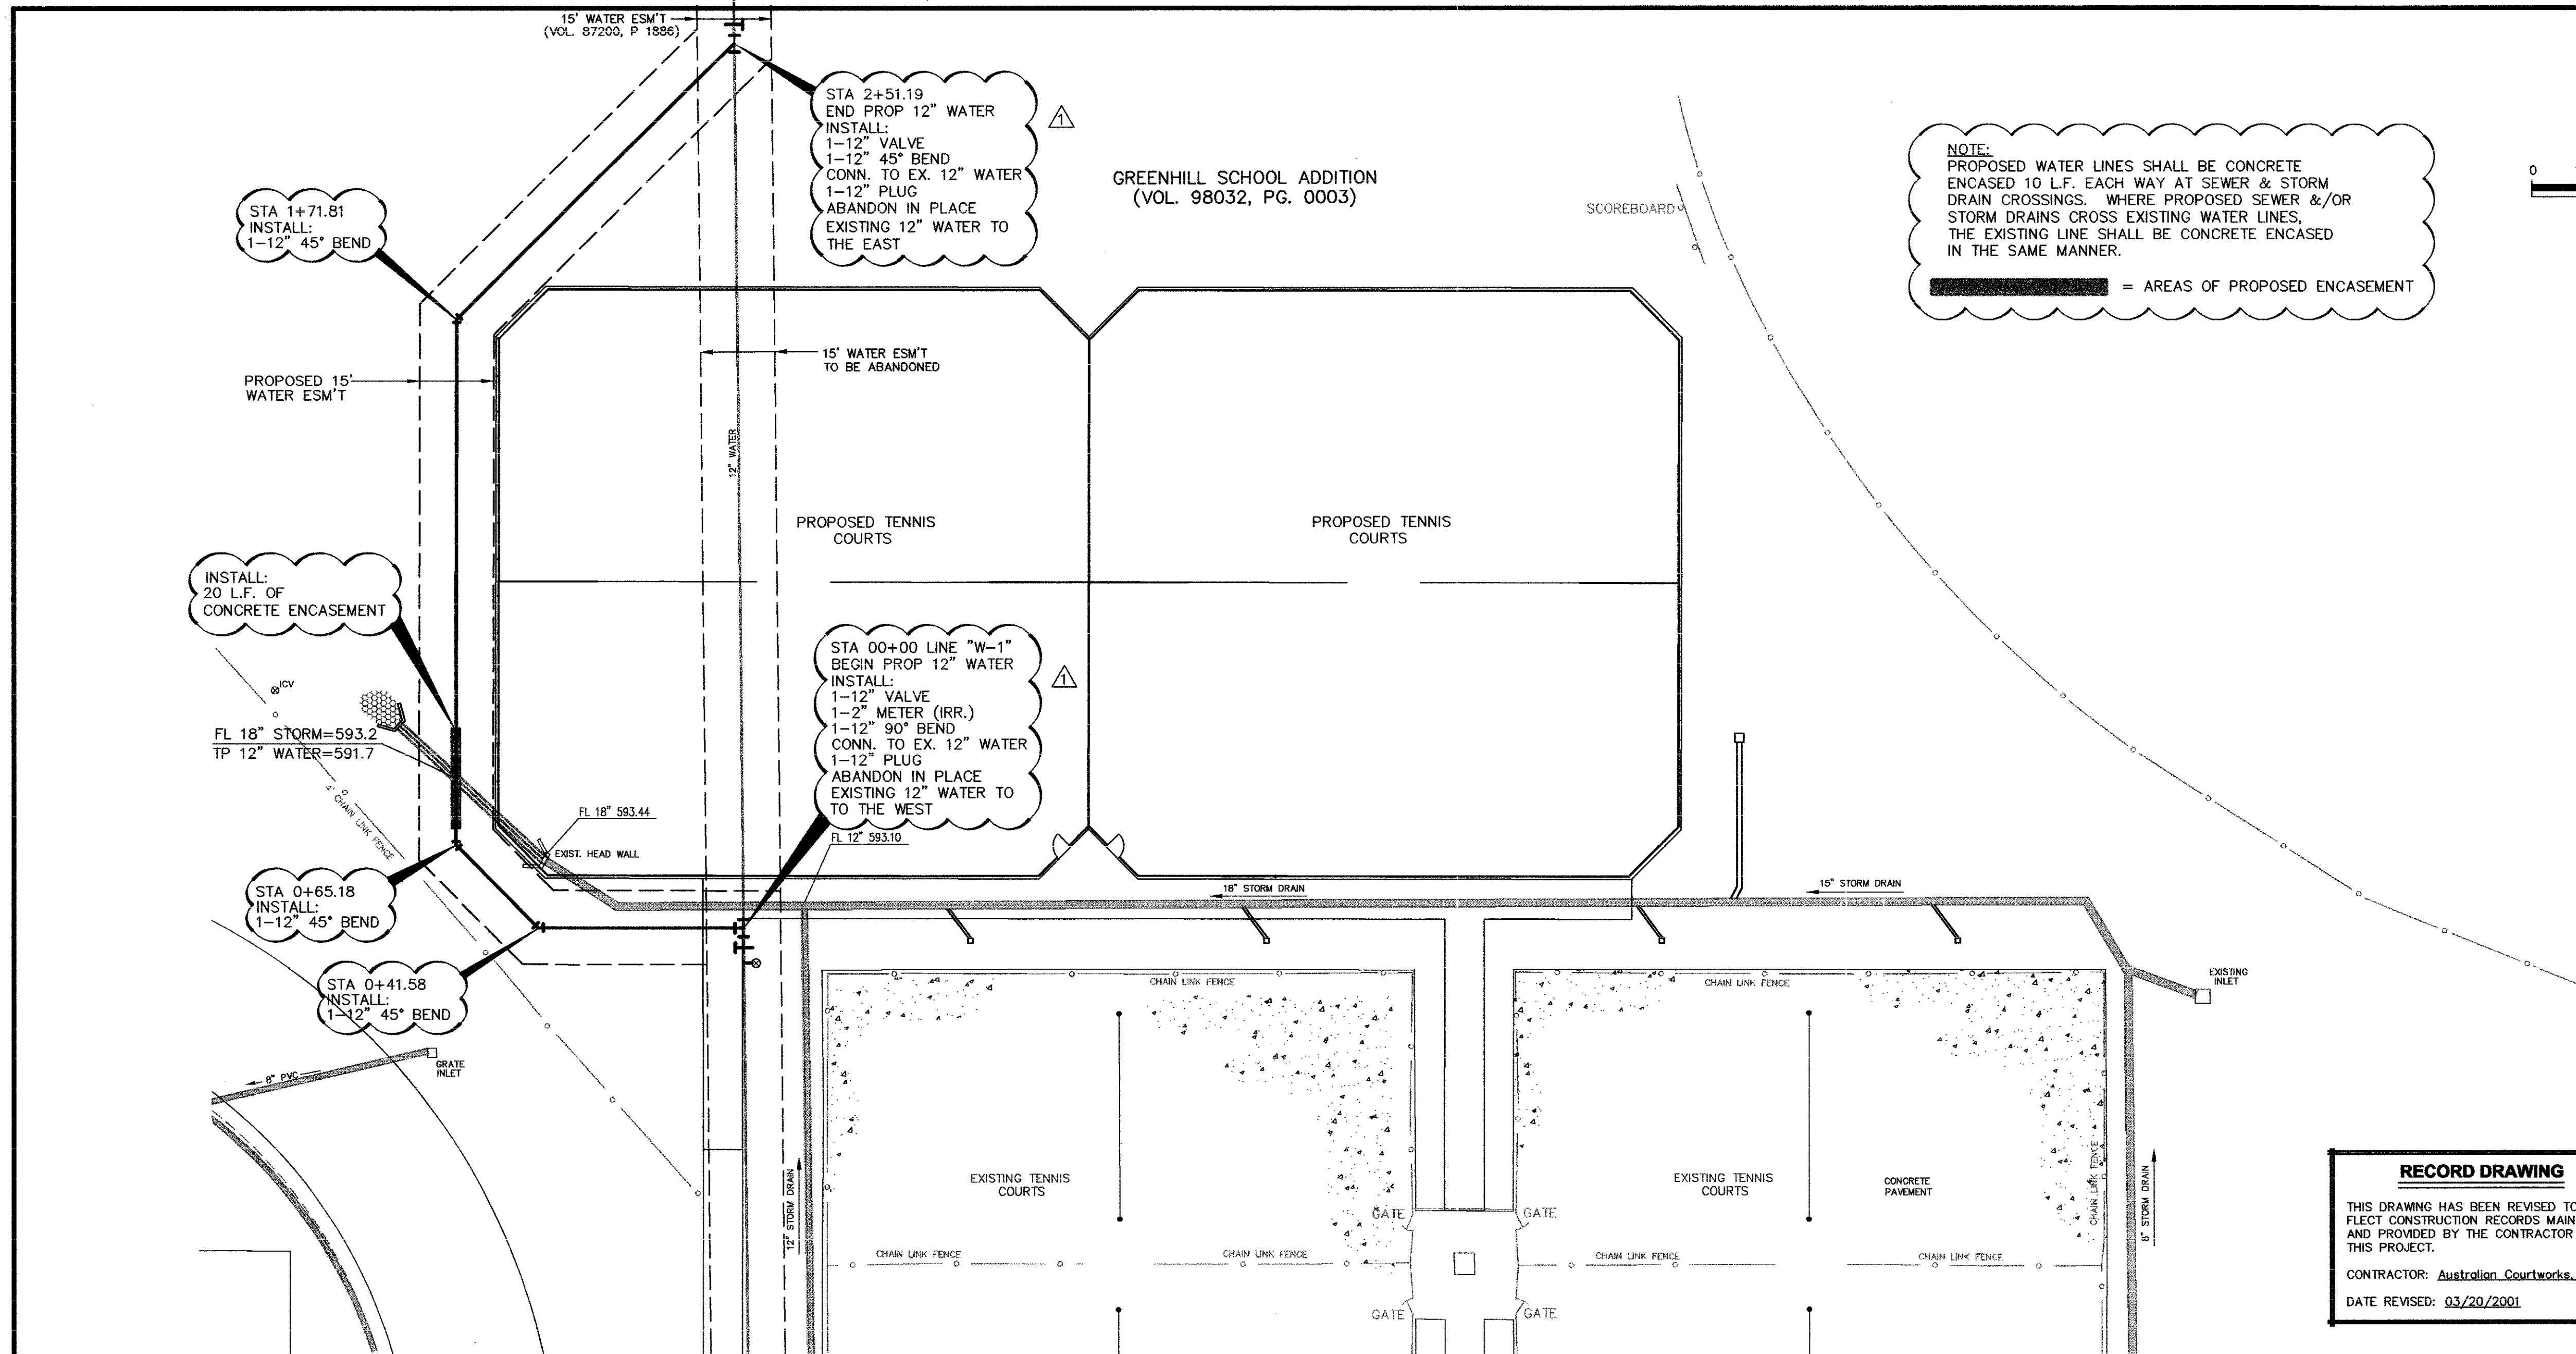 15' WATER ESM'T
(VOL. 87200, P 1886)
STA 2+51.19
END PROP 12" WATER
INSTALL:
1-12" VALVE
1-12" 45° BEND
CONN. TO EX. 12" WATER
1-12" PLUG
ABANDON IN PLACE
EXISTING 12" WATER TO
THE EAST
1
GREENHILL SCHOOL ADDITION
(VOL. 98032, PG. 0003)
SCOREBOARD
NOTE:
PROPOSED WATER LINES SHALL BE CONCRETE
ENCASED 10 L.F. EACH WAY AT SEWER & STORM
DRAIN CROSSINGS. WHERE PROPOSED SEWER &/OR
STORM DRAINS CROSS EXISTING WATER LINES,
THE EXISTING LINE SHALL BE CONCRETE ENCASED
IN THE SAME MANNER.
= AREAS OF PROPOSED ENCASEMENT
0
STA 1+71.81
INSTALL:
1-12" 45° BEND
PROPOSED 15'
WATER ESM'T
15' WATER ESM'T
TO BE ABANDONED
12" WATER
PROPOSED TENNIS
COURTS
PROPOSED TENNIS
COURTS
INSTALL:
20 L.F. OF
CONCRETE ENCASEMENT
STA 00+00 LINE "W-1"
BEGIN PROP 12" WATER
INSTALL:
1-12" VALVE
1-2" METER (IRR.)
1-12" 90° BEND
CONN. TO EX. 12" WATER
1-12" PLUG
ABANDON IN PLACE
EXISTING 12" WATER TO
TO THE WEST
1
ICV
FL 18" STORM=593.2
TP 12" WATER=591.7
4' CHAIN LINK FENCE
FL 18" 593.44
FL 12" 593.10
EXIST. HEAD WALL
STA 0+65.18
INSTALL:
1-12" 45° BEND
18" STORM DRAIN
15" STORM DRAIN
STA 0+41.58
INSTALL:
1-12" 45° BEND
CHAIN LINK FENCE
CHAIN LINK FENCE
EXISTING
INLET
GRATE
INLET
8" PVC
12" STORM DRAIN
EXISTING TENNIS
COURTS
EXISTING TENNIS
COURTS
CONCRETE
PAVEMENT
CHAIN LINK FENCE
8" STORM DRAIN
GATE
GATE
CHAIN LINK FENCE
CHAIN LINK FENCE
CHAIN LINK FENCE
CHAIN LINK FENCE
GATE
GATE
RECORD DRAWING
THIS DRAWING HAS BEEN REVISED TO
FLECT CONSTRUCTION RECORDS MAIN
AND PROVIDED BY THE CONTRACTOR
THIS PROJECT.
CONTRACTOR: Australian Courtworks,
DATE REVISED: 03/20/2001